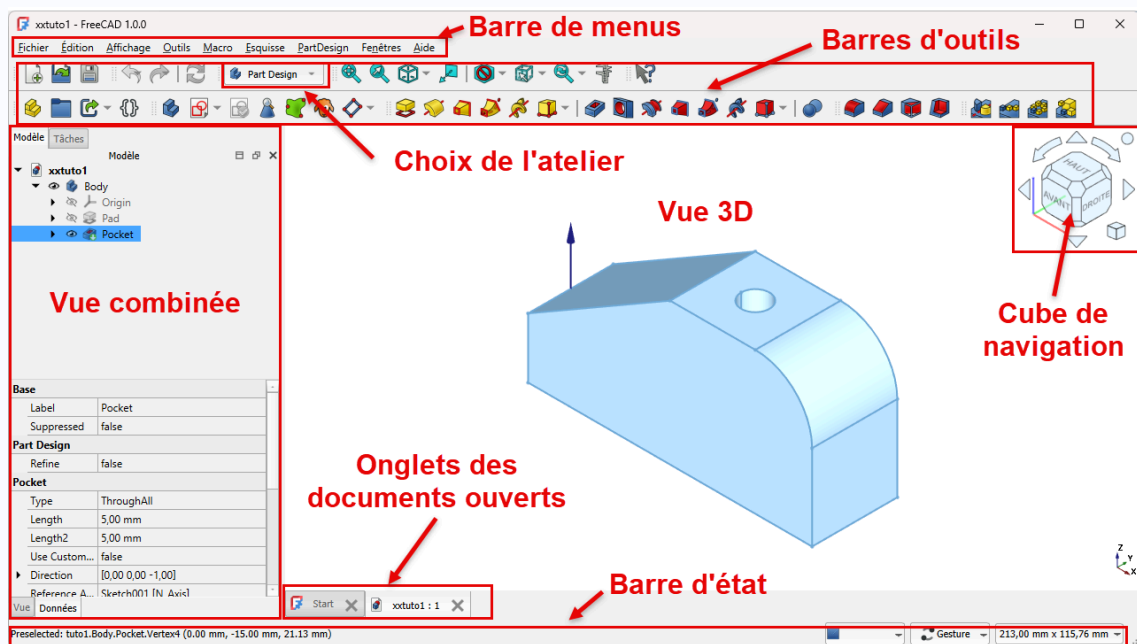 xxtuto1 - FreeCAD 1.0.0
Barre de menus
Fichier Édition Affichage Outils Macro Esquisse PartDesign Fenêtres Aide
Barres d'outils
Part Design
Modèle Tâches
Modèle
xxtuto1
Body
Origin
Pad
Pocket
Choix de l'atelier
Vue 3D
HAUT
AVANT
DROITE
Vue combinée
Cube de
navigation
Base
Label Pocket
Suppressed false
Part Design
Refine false
Pocket
Type ThroughAll
Length 5,00 mm
Length2 5,00 mm
Use Custom... false
Direction [0,00 0,00 -1,00]
Reference A... Sketch001 [N_Axis]
Vue Données
Onglets des
documents ouverts
Start
xxtuto1 : 1
Barre d'état
Z
Y
X
Preselected: tuto1.Body.Pocket.Vertex4 (0.00 mm, -15.00 mm, 21.13 mm)
Gesture
213,00 mm x 115,76 mm